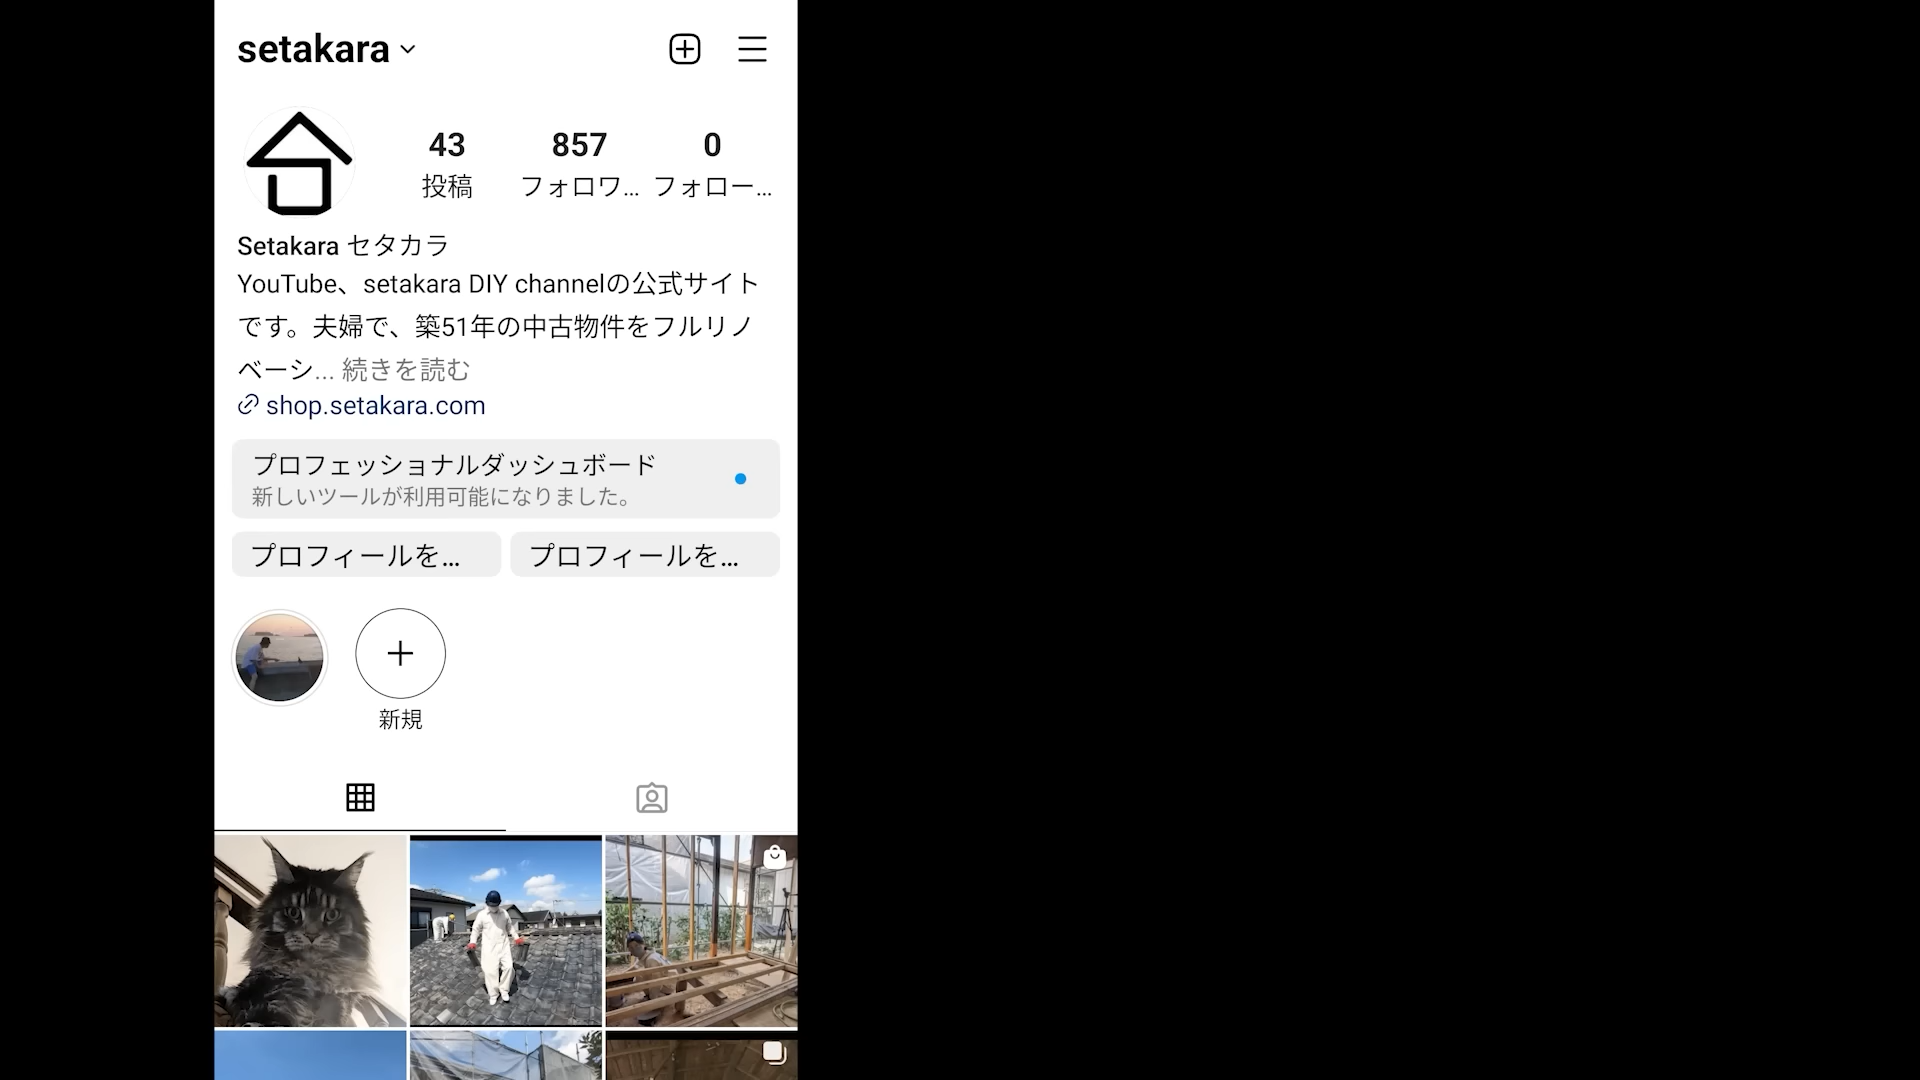 setakara
43
投稿
857
フォロワ...
0
フォロー...
Setakara セタカラ
YouTube、setakara DIY channelの公式サイト
です。夫婦で、築51年の中古物件をフルリノ
ベーシ... 続きを読む
shop.setakara.com
プロフェッショナルダッシュボード
新しいツールが利用可能になりました。
プロフィールを...
プロフィールを...
新規